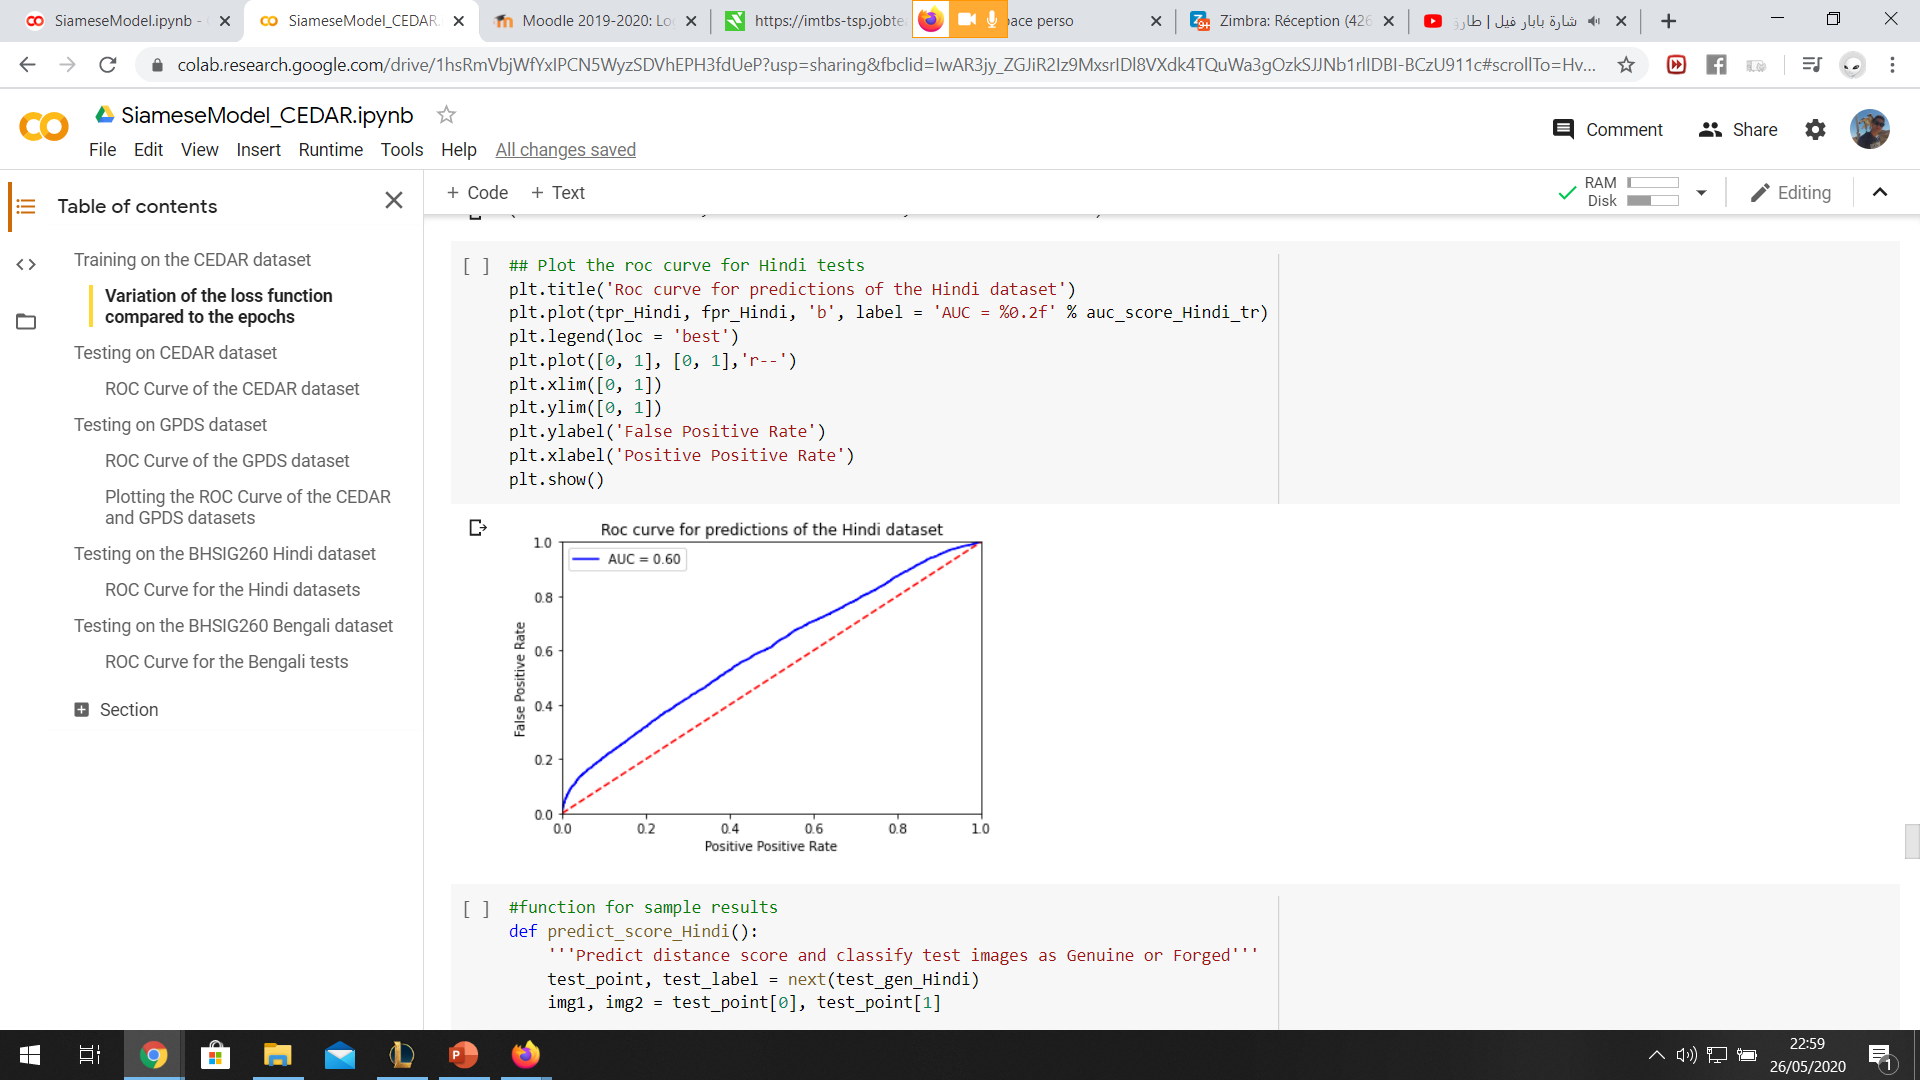 SiameseModel.ipynb -
SiameseModel_CEDAR.
Moodle 2019-2020: Lo
https://imtbs-tsp.jobte
ace perso
Zimbra: Réception (426
شارة بابار فيل | طارق
colab.research.google.com/drive/1hsRmVbjWfYxIPCN5WyzSDVhEPH3fdUeP?usp=sharing&fbclid=IwAR3jy_ZGJiR2Iz9MxsrIDl8VXdk4TQuWa3gOzkSJJNb1rlIDBI-BCzU911c#scrollTo=Hv...
SiameseModel_CEDAR.ipynb
Comment
Share
File Edit View Insert Runtime Tools Help All changes saved
Table of contents
+ Code + Text
RAM
Disk
Editing
Training on the CEDAR dataset
Variation of the loss function
compared to the epochs
Testing on CEDAR dataset
ROC Curve of the CEDAR dataset
Testing on GPDS dataset
ROC Curve of the GPDS dataset
Plotting the ROC Curve of the CEDAR
and GPDS datasets
Testing on the BHSIG260 Hindi dataset
ROC Curve for the Hindi datasets
Testing on the BHSIG260 Bengali dataset
ROC Curve for the Bengali tests
Section
[ ] ## Plot the roc curve for Hindi tests
plt.title('Roc curve for predictions of the Hindi dataset')
plt.plot(tpr_Hindi, fpr_Hindi, 'b', label = 'AUC = %0.2f' % auc_score_Hindi_tr)
plt.legend(loc = 'best')
plt.plot([0, 1], [0, 1],'r--')
plt.xlim([0, 1])
plt.ylim([0, 1])
plt.ylabel('False Positive Rate')
plt.xlabel('Positive Positive Rate')
plt.show()
Roc curve for predictions of the Hindi dataset
AUC = 0.60
1.0
0.8
0.6
0.4
0.2
0.0
False Positive Rate
0.0 0.2 0.4 0.6 0.8 1.0
Positive Positive Rate
[ ] #function for sample results
def predict_score_Hindi():
'''Predict distance score and classify test images as Genuine or Forged'''
test_point, test_label = next(test_gen_Hindi)
img1, img2 = test_point[0], test_point[1]
22:59
26/05/2020
1